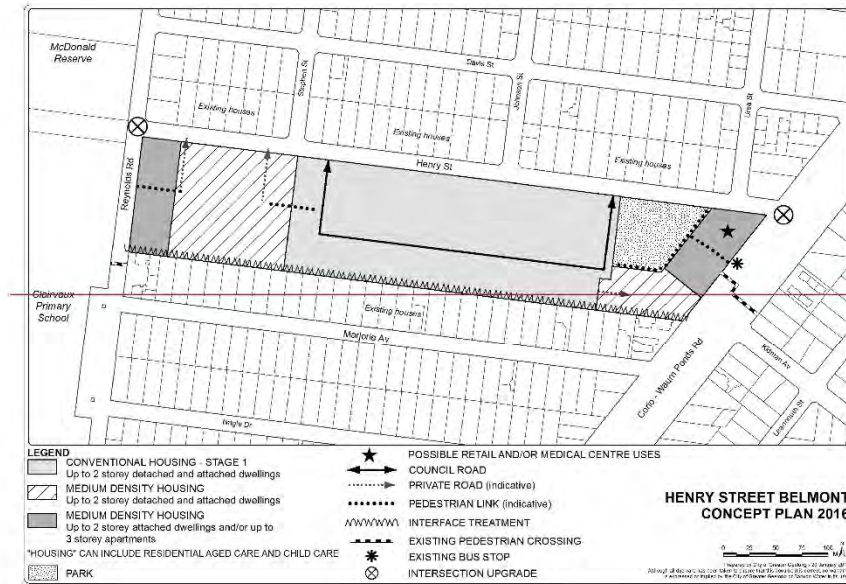 McDonald
Reserve
Davis St
Stephen St
Johnson St
Ursa St
Existing houses
Existing houses
Existing houses
Henry St
Reynolds Rd
Clairvaux
Primary
School
Existing houses
Marjorie Av
Corio - Waurn Ponds Rd
LEGEND
CONVENTIONAL HOUSING - STAGE 1
Up to 2 storey detached and attached dwellings
MEDIUM DENSITY HOUSING
Up to 2 storey detached and attached dwellings
MEDIUM DENSITY HOUSING
Up to 2 storey attached dwellings and/or up to
3 storey apartments
"HOUSING" CAN INCLUDE RESIDENTIAL AGED CARE AND CHILD CARE
PARK
POSSIBLE RETAIL AND/OR MEDICAL CENTRE USES
COUNCIL ROAD
PRIVATE ROAD (indicative)
PEDESTRIAN LINK (indicative)
INTERFACE TREATMENT
EXISTING PEDESTRIAN CROSSING
EXISTING BUS STOP
INTERSECTION UPGRADE
HENRY STREET BELMONT
CONCEPT PLAN 2016